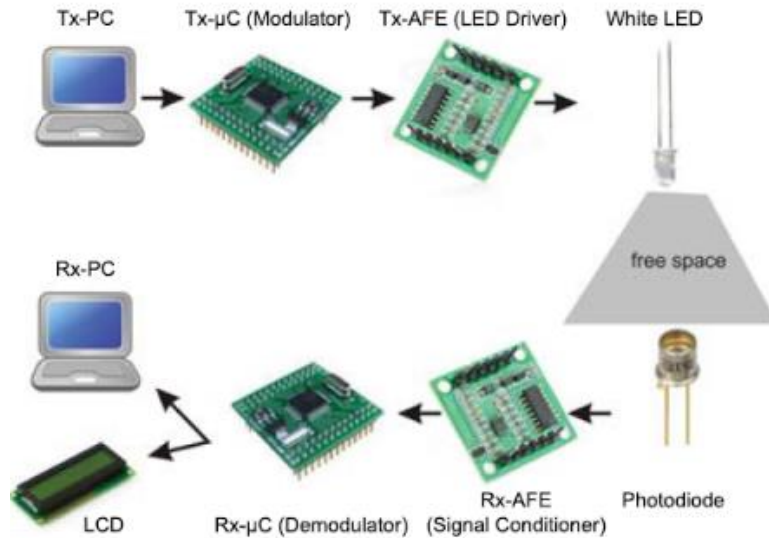 Tx-PC
Tx-µC (Modulator)
Tx-AFE (LED Driver)
White LED
free space
Rx-PC
LCD
Rx-µC (Demodulator)
Rx-AFE
(Signal Conditioner)
Photodiode